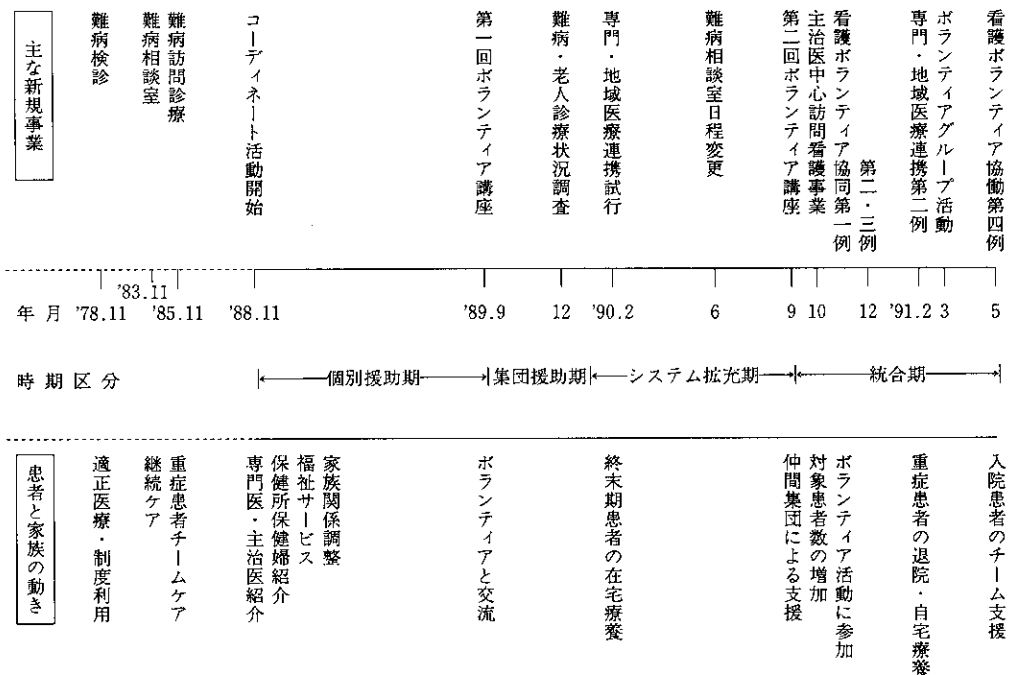 主な新規事業
難病検診
難病相談室
難病訪問診療
コーディネート活動開始
第一回ボランティア講座
難病・老人診療状況調査
専門・地域医療連携試行
難病相談室日程変更
第二回ボランティア講座
主治医中心訪問看護事業
看護ボランティア協同第一例
第二・三例
専門・地域医療連携第二例
ボランティアグループ活動
看護ボランティア協働第四例
年月 '78.11 '83.11 '85.11 '88.11 '89.9 12 '90.2 6 9 10 12 '91.2 3 5
時期区分 個別援助期 集団援助期 システム拡充期 統合期
患者と家族の動き
適正医療・制度利用
継続ケア
重症患者チームケア
専門医・主治医紹介
保健所保健婦紹介
福祉サービス
家族関係調整
ボランティアと交流
終末期患者の在宅療養
仲間集団による支援
対象患者数の増加
ボランティア活動に参加
重症患者の退院・自宅療養
入院患者のチーム支援